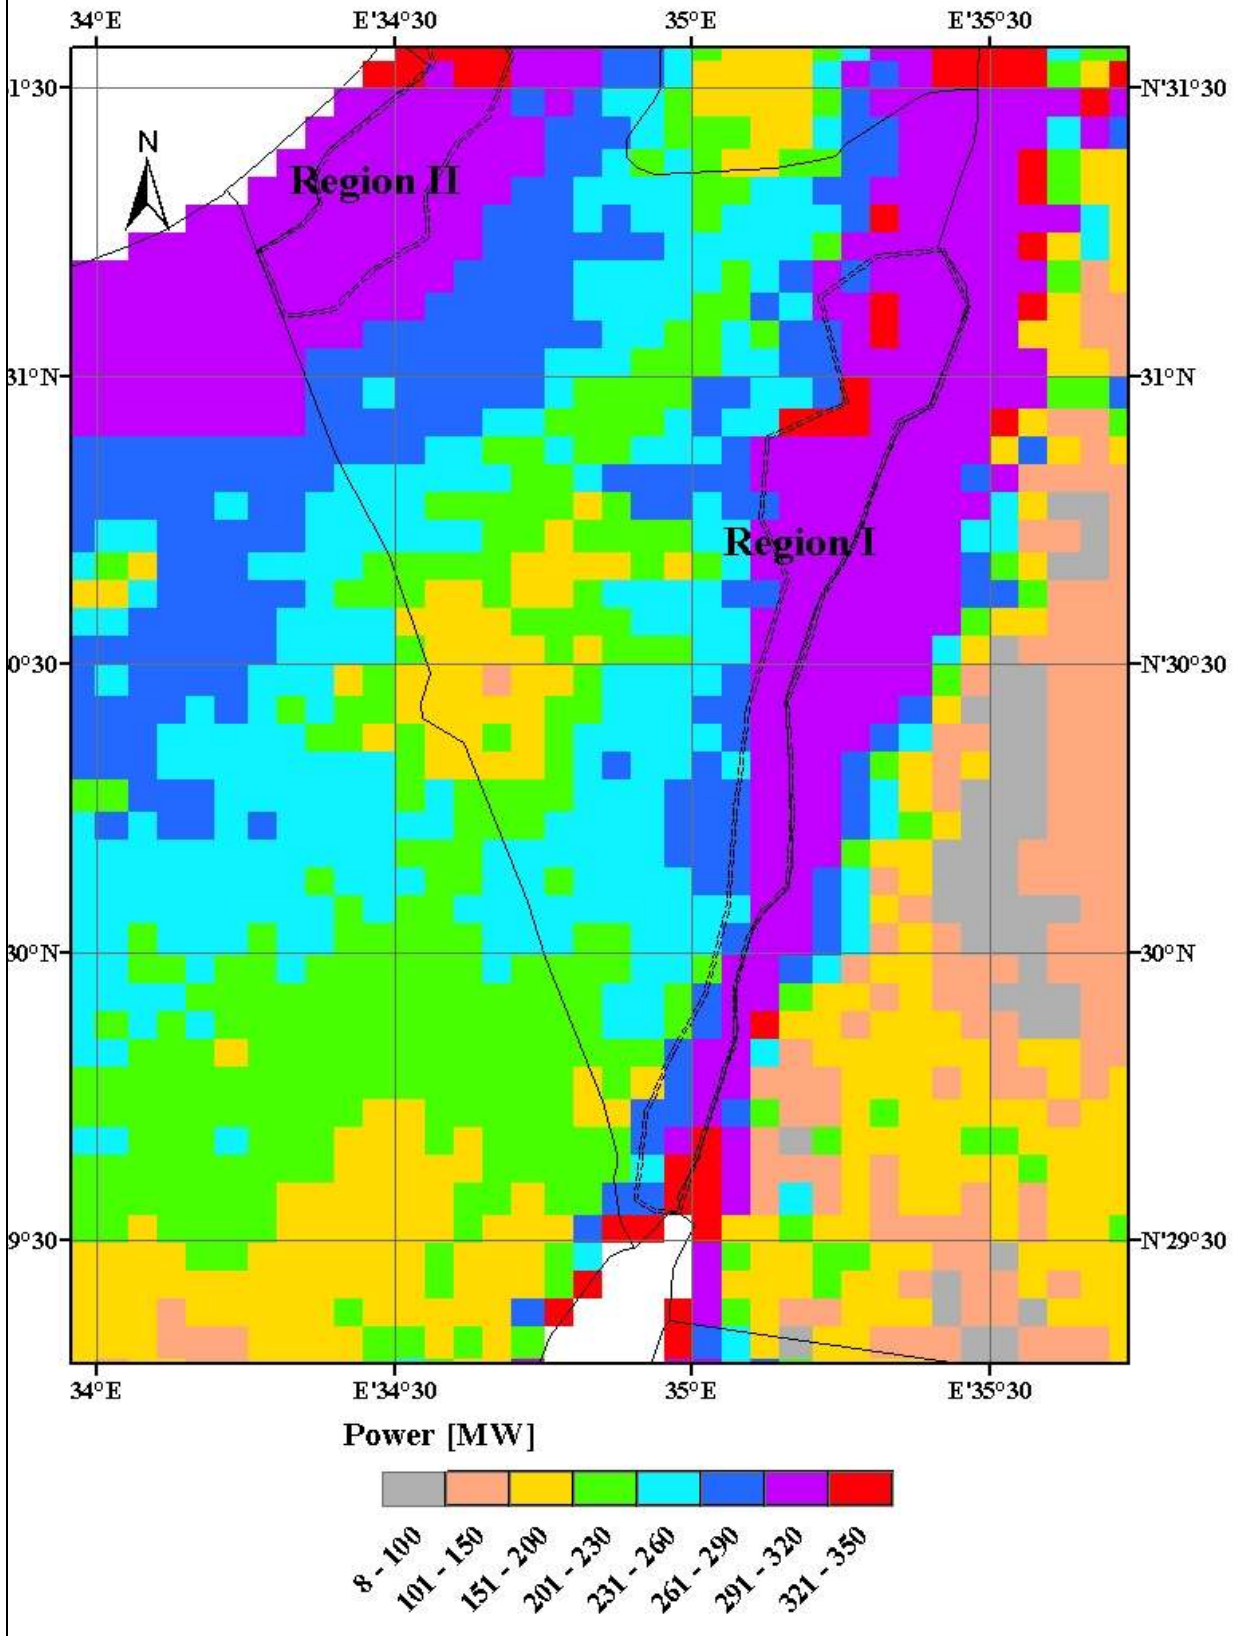 34°E E'34°30 35°E E'35°30
1°30 N'31°30
N
Region II
31°N 31°N
Region I
0°30 N'30°30
30°N 30°N
9°30 N'29°30
34°E E'34°30 35°E E'35°30
Power [MW]
8 - 100
101 - 150
151 - 200
201 - 230
231 - 260
261 - 290
291 - 320
321 - 350